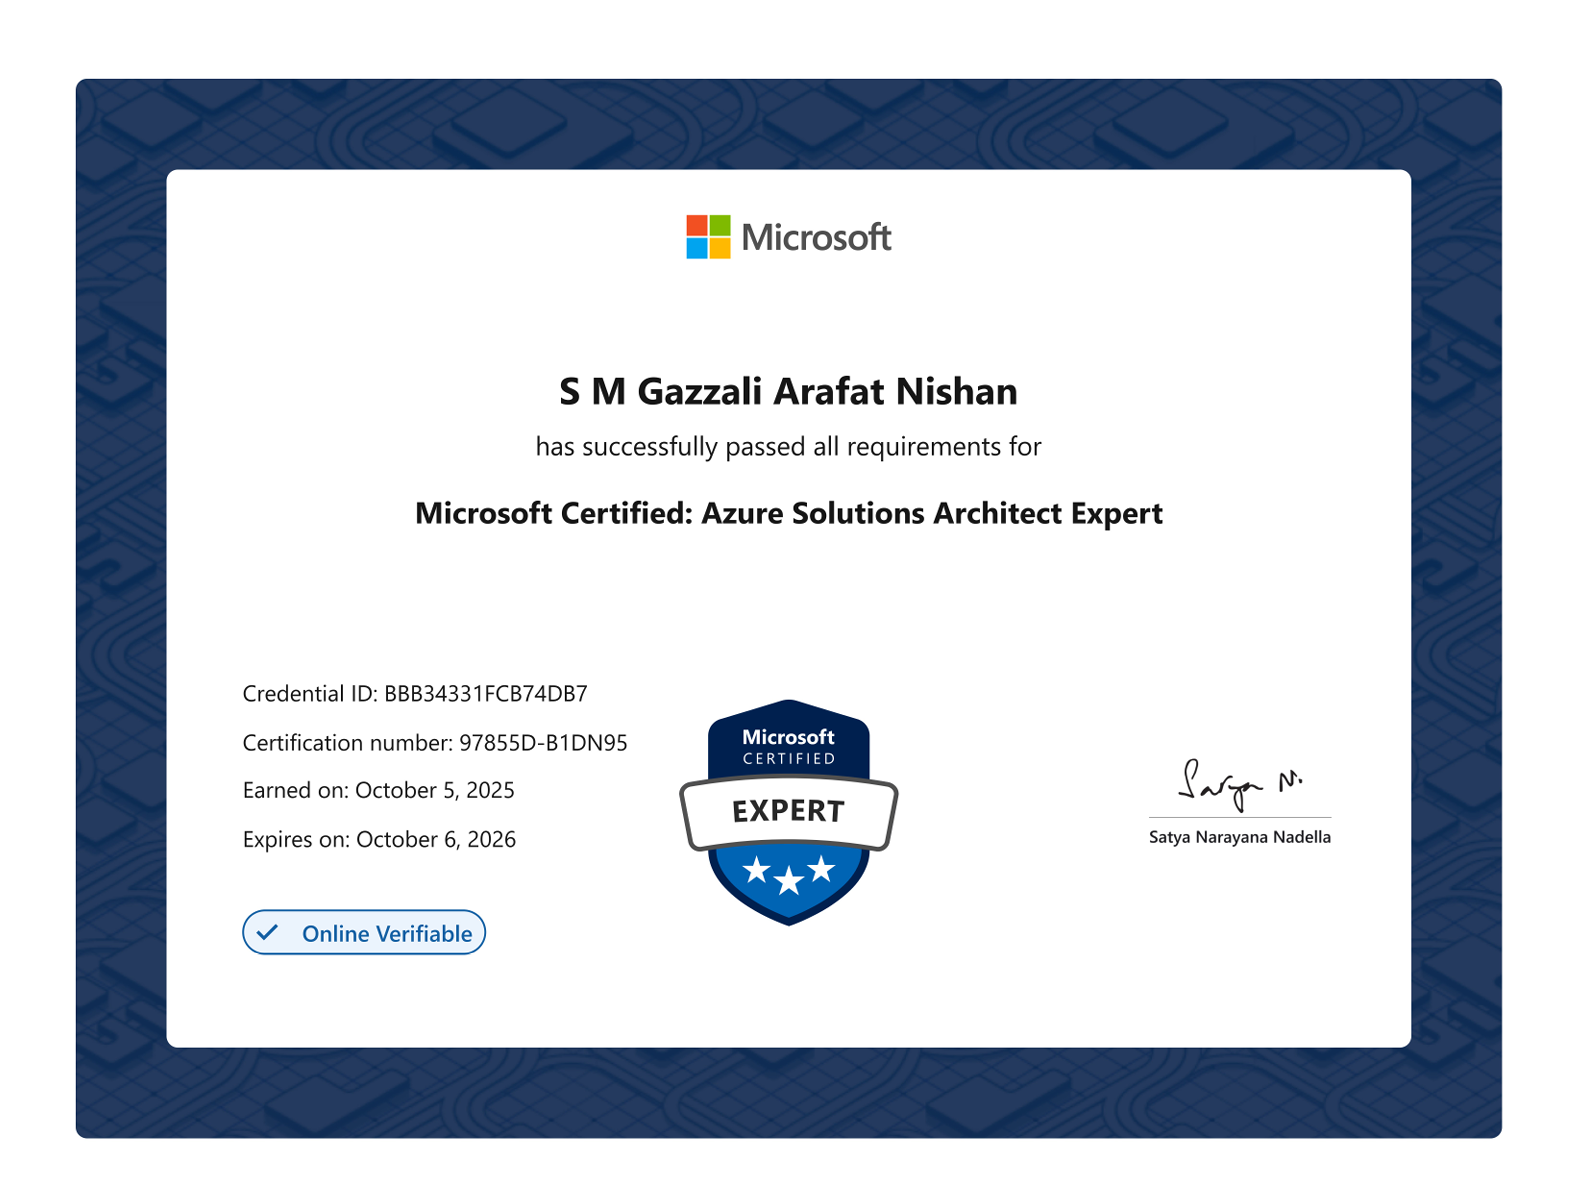 Microsoft
S M Gazzali Arafat Nishan
has successfully passed all requirements for
Microsoft Certified: Azure Solutions Architect Expert
Credential ID: BBB34331FCB74DB7
Certification number: 97855D-B1DN95
Earned on: October 5, 2025
Expires on: October 6, 2026
Online Verifiable
Microsoft
CERTIFIED
EXPERT
Satya N.
Satya Narayana Nadella